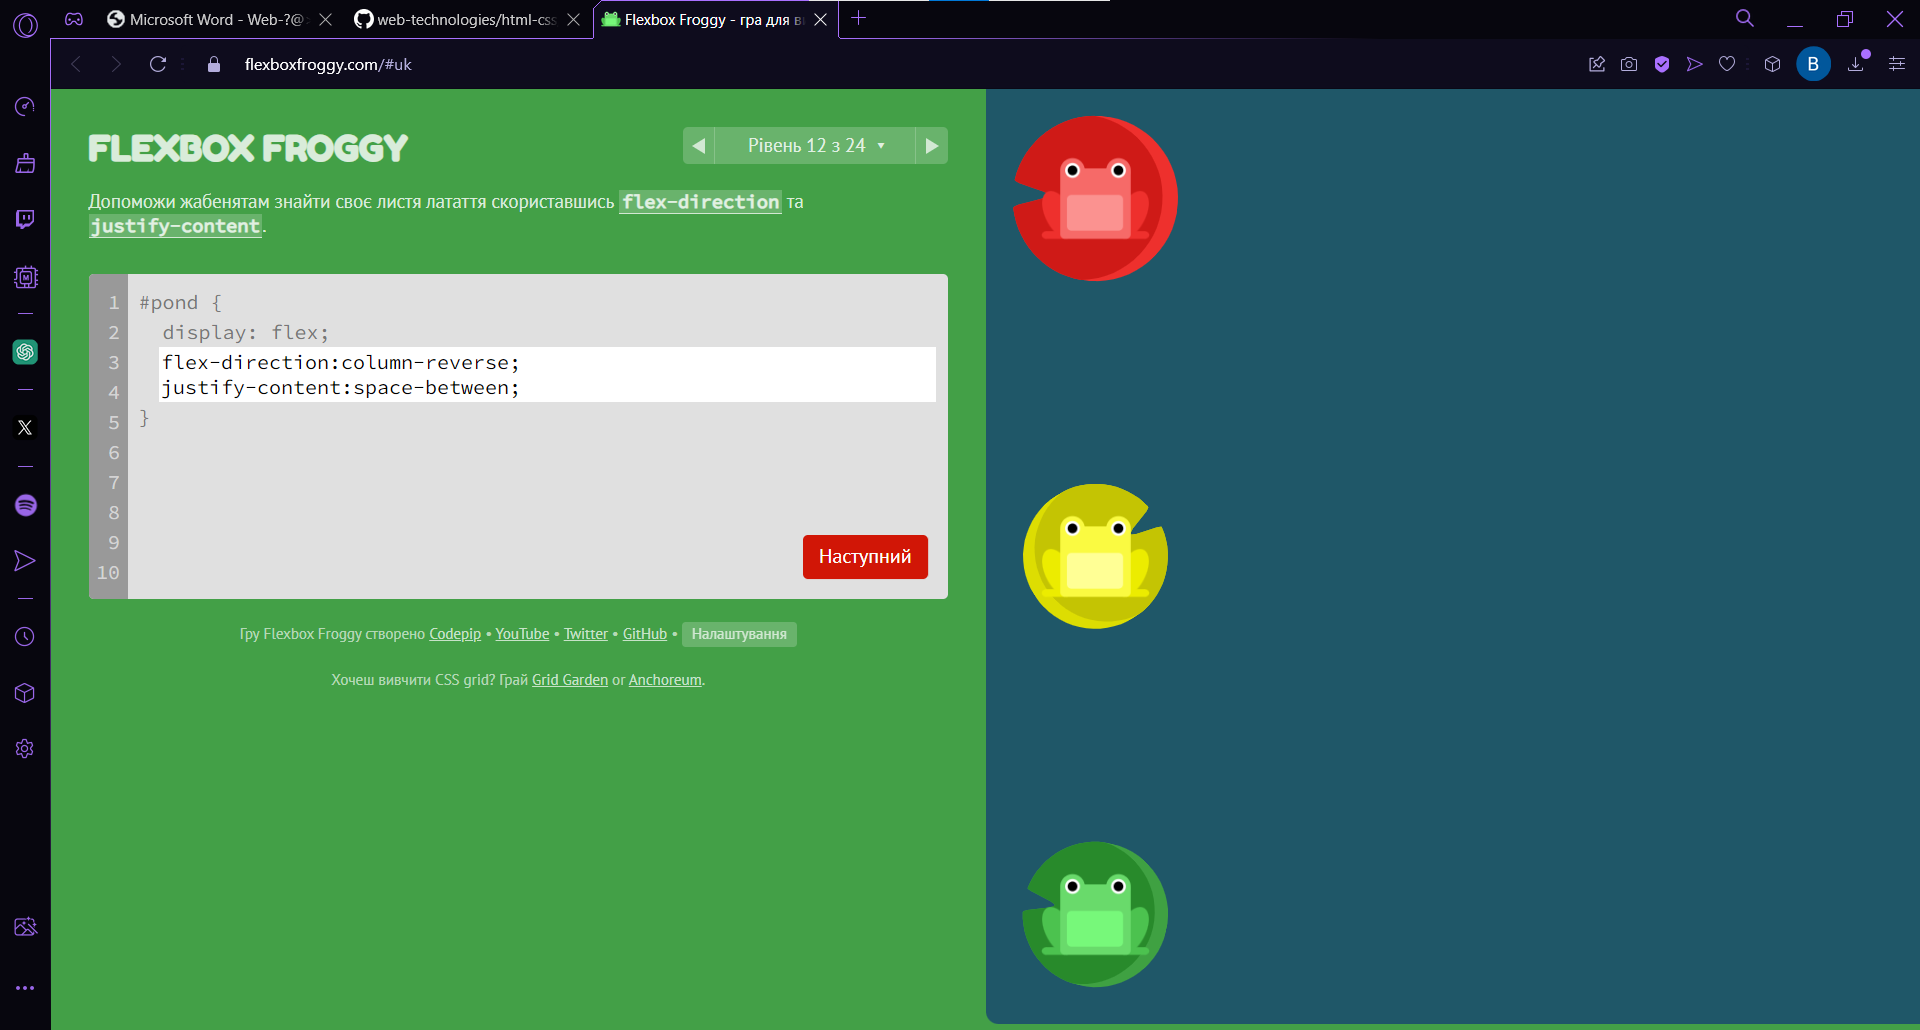 Microsoft Word - Web-?@
web-technologies/html-css
Flexbox Froggy - гра для в
flexboxfroggy.com/#uk
B
FLEXBOX FROGGY
Рівень 12 з 24
Допоможи жабенятам знайти своє листя латаття скориставшись flex-direction та
justify-content.
1 #pond {
2 display: flex;
3 flex-direction:column-reverse;
4 justify-content:space-between;
5 }
6
7
8
9
10
Наступний
Гру Flexbox Froggy створено Codepip • YouTube • Twitter • GitHub • Налаштування
Хочеш вивчити CSS grid? Грай Grid Garden or Anchoreum.